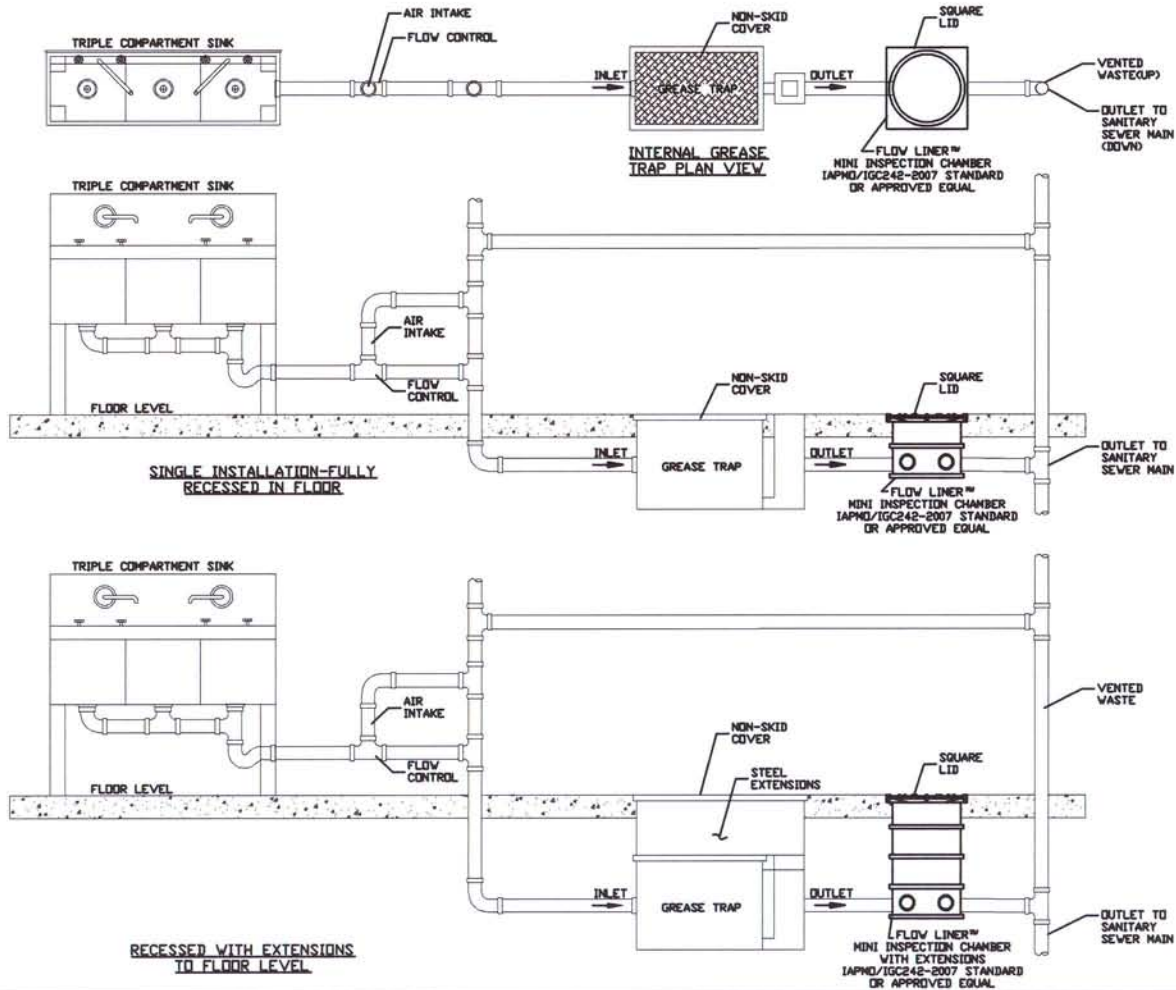 AIR INTAKE
FLOW CONTROL
TRIPLE COMPARTMENT SINK
NON-SKID
COVER
SQUARE
LID
INLET
GREASE TRAP
OUTLET
VENTED
WASTE(UP)
OUTLET TO
SANITARY
SEWER MAIN
(DOWN)
INTERNAL GREASE
TRAP PLAN VIEW
FLOW LINER™
MINI INSPECTION CHAMBER
IAPMO/IGC242-2007 STANDARD
OR APPROVED EQUAL
TRIPLE COMPARTMENT SINK
AIR
INTAKE
FLOW
CONTROL
NON-SKID
COVER
SQUARE
LID
FLOOR LEVEL
INLET
GREASE TRAP
OUTLET
OUTLET TO
SANITARY
SEWER MAIN
SINGLE INSTALLATION-FULLY
RECESSED IN FLOOR
FLOW LINER™
MINI INSPECTION CHAMBER
IAPMO/IGC242-2007 STANDARD
OR APPROVED EQUAL
TRIPLE COMPARTMENT SINK
AIR
INTAKE
FLOW
CONTROL
NON-SKID
COVER
STEEL
EXTENSIONS
SQUARE
LID
VENTED
WASTE
FLOOR LEVEL
INLET
GREASE TRAP
OUTLET
OUTLET TO
SANITARY
SEWER MAIN
RECESSED WITH EXTENSIONS
TO FLOOR LEVEL
FLOW LINER™
MINI INSPECTION CHAMBER
WITH EXTENSIONS
IAPMO/IGC242-2007 STANDARD
OR APPROVED EQUAL